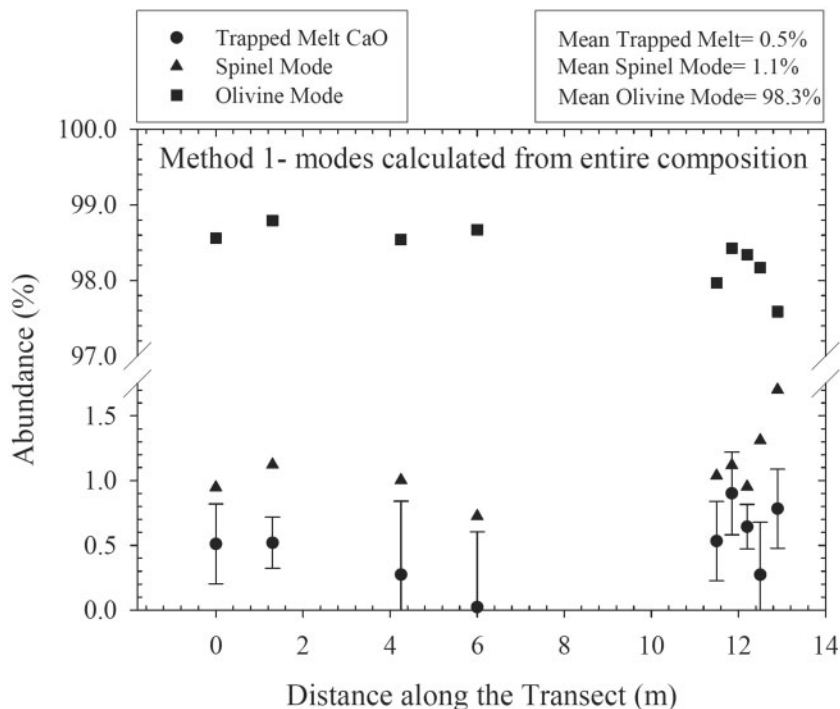 Trapped Melt CaO
Spinel Mode
Olivine Mode
Mean Trapped Melt= 0.5%
Mean Spinel Mode= 1.1%
Mean Olivine Mode= 98.3%
Method 1- modes calculated from entire composition
100.0
99.0
98.0
97.0
1.5
1.0
0.5
0.0
Abundance (%)
0 2 4 6 8 10 12 14
Distance along the Transect (m)